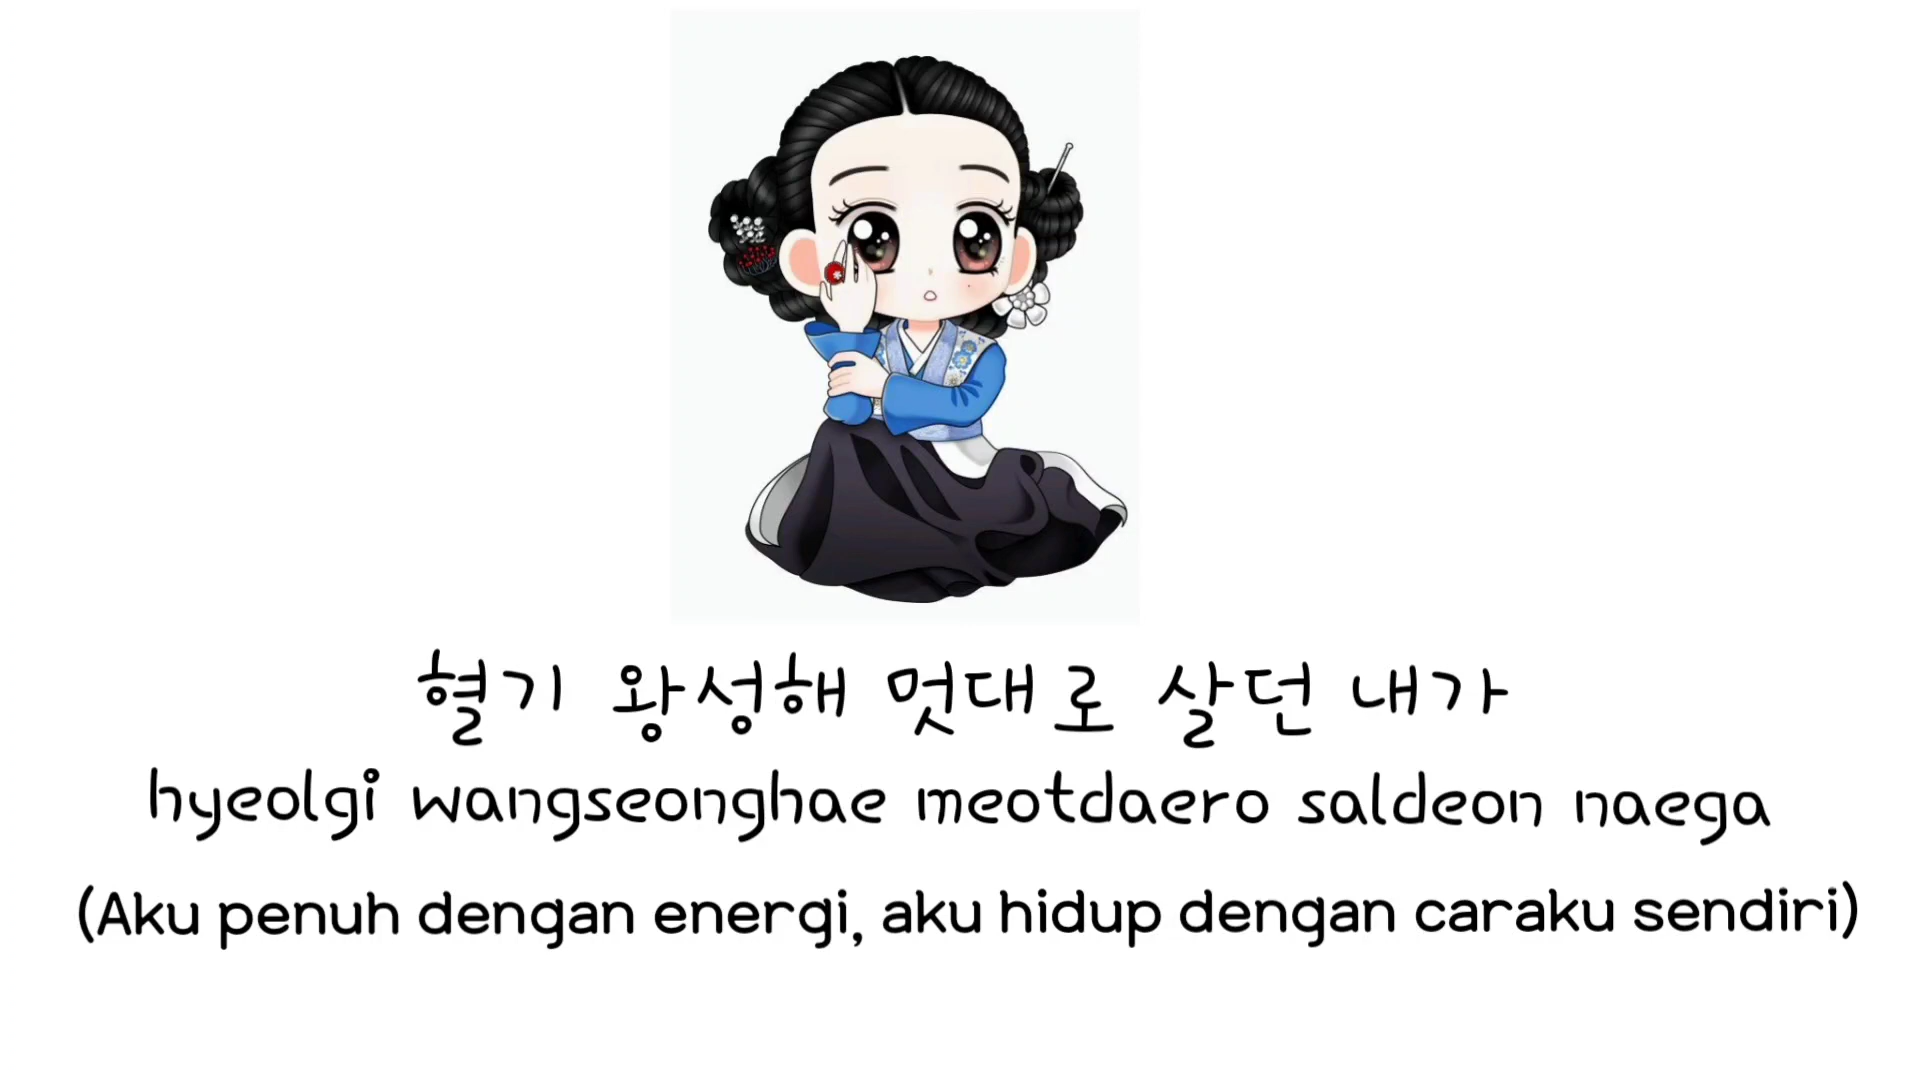 혈기 왕성해 멋대로 살던 내가
hyeolgi wangseonghae meotdaero saldeon naega
(Aku penuh dengan energi, aku hidup dengan caraku sendiri)